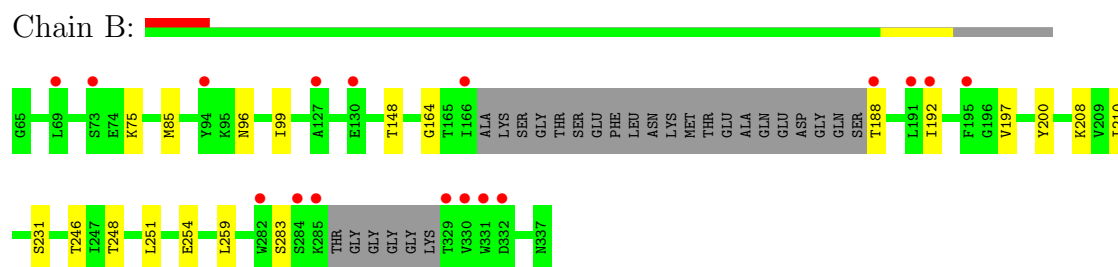 Chain B:
G65 L69 S73 E74 K75 M85 Y94 K95 N96 I99 A127 E130 T148 G164 T165 I166 ALA LYS SER GLY THR SER GLU PHE LEU ASN LYS MET THR GLU ALA GLN GLU ASP GLY GLN SER T188 L191 I192 F195 G196 V197 Y200 K208 V209
S231 T246 I247 T248 L251 E254 L259 W282 S283 S284 K285 THR GLY GLY GLY GLY LYS T329 V330 W331 D332 N337